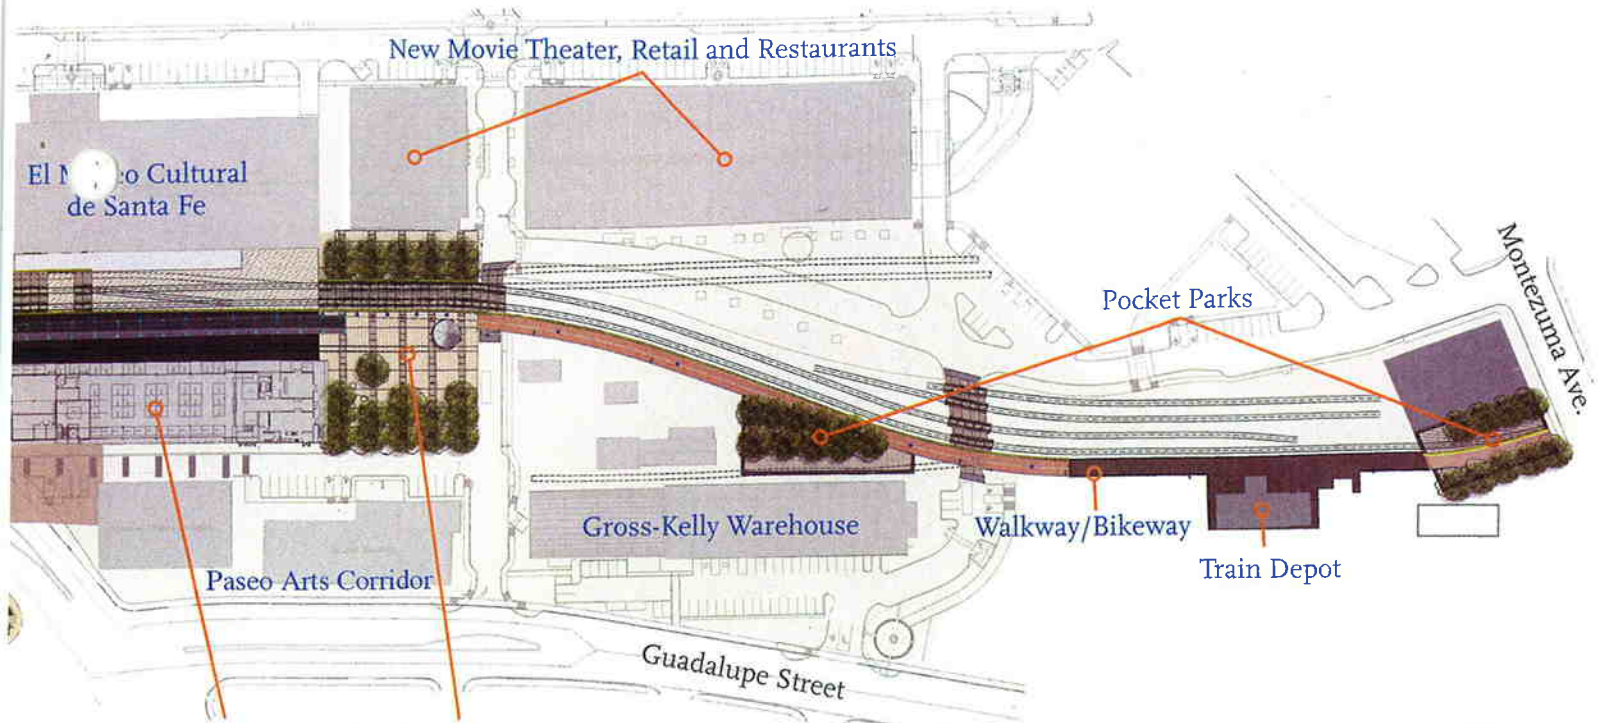 New Movie Theater, Retail and Restaurants
El co Cultural
de Santa Fe
Montezuma Ave.
Pocket Parks
Gross-Kelly Warehouse
Walkway/Bikeway
Train Depot
Paseo Arts Corridor
Guadalupe Street